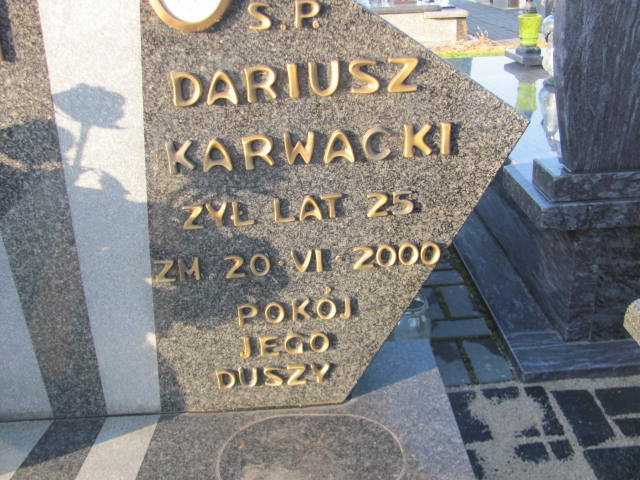 Ś.P.
DARIUSZ
KARWACKI
ŻYŁ LAT 25
ZM. 20·VI·2000
POKÓJ
JEGO
DUSZY